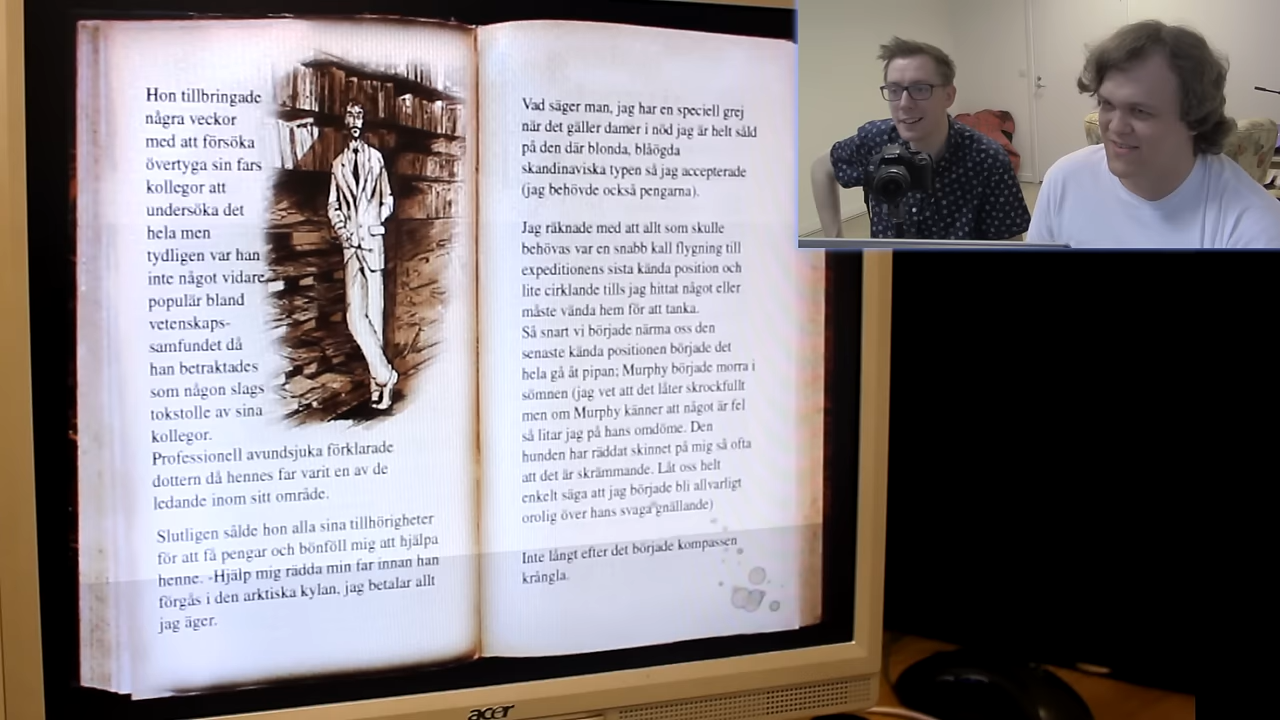 Hon tillbringade
några veckor
med att försöka
övertyga sin fars
kollegor att
undersöka det
hela men
tydligen var han
inte något vidare
populär bland
vetenskaps-
samfundet då
han betraktades
som någon slags
tokstolle av sina
kollegor.
Professionell avundsjuka förklarade
dottern då hennes far varit en av de
ledande inom sitt område.
Slutligen sålde hon alla sina tillhörigheter
för att få pengar och bönföll mig att hjälpa
henne. -Hjälp mig rädda min far innan han
förgås i den arktiska kylan, jag betalar allt
jag äger.
Vad säger man, jag har en speciell grej
när det gäller damer i nöd jag är helt såld
på den där blonda, blåögda
skandinaviska typen så jag accepterade
(jag behövde också pengarna).
Jag räknade med att allt som skulle
behövas var en snabb kall flygning till
expeditionens sista kända position och
lite cirklande tills jag hittat något eller
måste vända hem för att tanka.
Så snart vi började närma oss den
senaste kända positionen började det
hela gå åt pipan; Murphy började morra i
sömnen (jag vet att det låter skrockfullt
men om Murphy känner att något är fel
så litar jag på hans omdöme. Den
hunden har räddat skinnet på mig så ofta
att det är skrämmande. Låt oss helt
enkelt säga att jag började bli allvarligt
orolig över hans svaga gnällande)
Inte långt efter det började kompassen
krångla.
acer